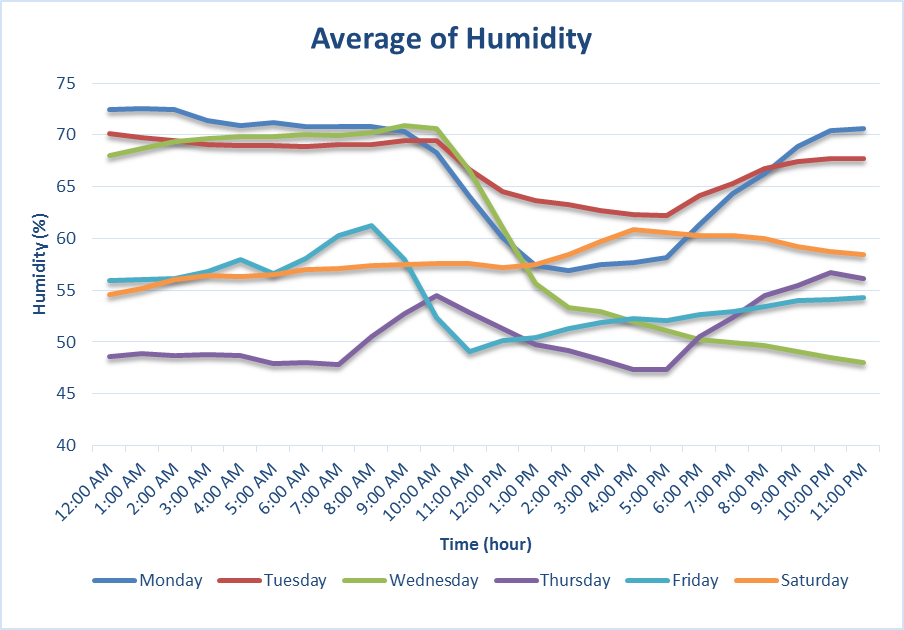 Average of Humidity
Humidity (%)
75
70
65
60
55
50
45
40
12:00 AM
1:00 AM
2:00 AM
3:00 AM
4:00 AM
5:00 AM
6:00 AM
7:00 AM
8:00 AM
9:00 AM
10:00 AM
11:00 AM
12:00 PM
1:00 PM
2:00 PM
3:00 PM
4:00 PM
5:00 PM
6:00 PM
7:00 PM
8:00 PM
9:00 PM
10:00 PM
11:00 PM
Time (hour)
Monday Tuesday Wednesday Thursday Friday Saturday